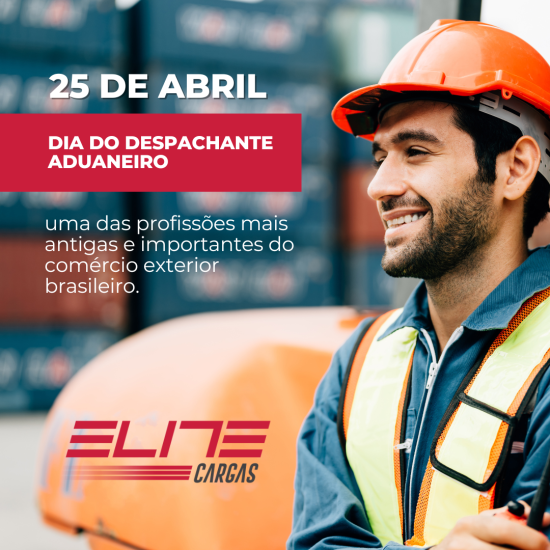 25 DE ABRIL
DIA DO DESPACHANTE
ADUANEIRO
uma das profissões mais
antigas e importantes do
comércio exterior
brasileiro.
ELITE
CARGAS